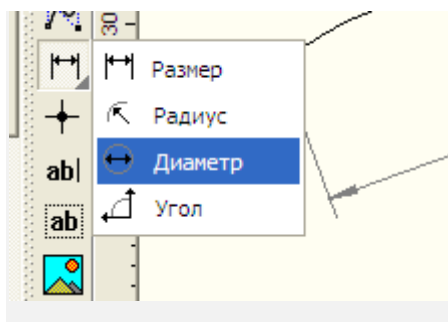 30
Размер
Радиус
Диаметр
ab|
Угол
ab